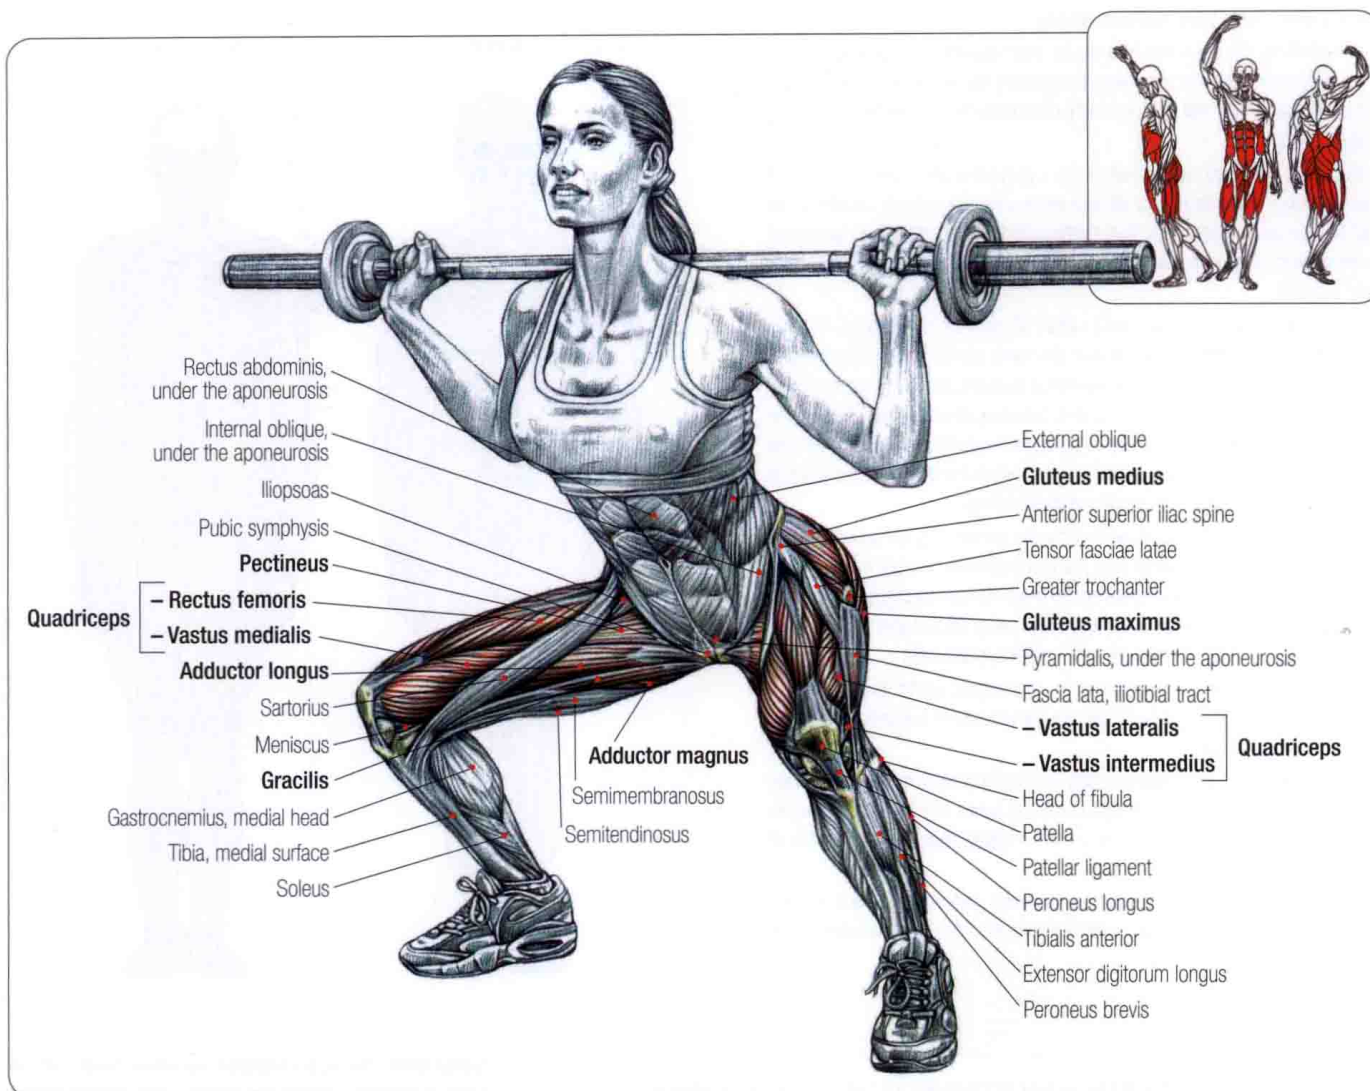 Rectus abdominis,
under the aponeurosis
Internal oblique,
under the aponeurosis
Iliopsoas
Pubic symphysis
Pectineus
Quadriceps
– Rectus femoris
– Vastus medialis
Adductor longus
Sartorius
Meniscus
Gracilis
Gastrocnemius, medial head
Tibia, medial surface
Soleus
Adductor magnus
Semimembranosus
Semitendinosus
External oblique
Gluteus medius
Anterior superior iliac spine
Tensor fasciae latae
Greater trochanter
Gluteus maximus
Pyramidalis, under the aponeurosis
Fascia lata, iliotibial tract
– Vastus lateralis
– Vastus intermedius
Quadriceps
Head of fibula
Patella
Patellar ligament
Peroneus longus
Tibialis anterior
Extensor digitorum longus
Peroneus brevis